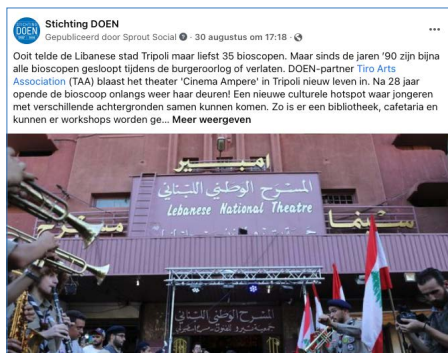 STICHTING
DOEN
Stichting DOEN
Gepubliceerd door Sprout Social · 30 augustus om 17:18 ·
Ooit telde de Libanese stad Tripoli maar liefst 35 bioscopen. Maar sinds de jaren '90 zijn bijna
alle bioscopen gesloopt tijdens de burgeroorlog of verlaten. DOEN-partner Tiro Arts
Association (TAA) blaast het theater 'Cinema Ampere' in Tripoli nieuw leven in. Na 28 jaar
opende de bioscoop onlangs weer haar deuren! Een nieuwe culturele hotspot waar jongeren
met verschillende achtergronden samen kunnen komen. Zo is er een bibliotheek, cafetaria en
kunnen er workshops worden ge... Meer weergeven
امبير
المسرح الوطني اللبناني
Lebanese National Theatre
مسرح
سينما
المسرح الوطني اللبناني